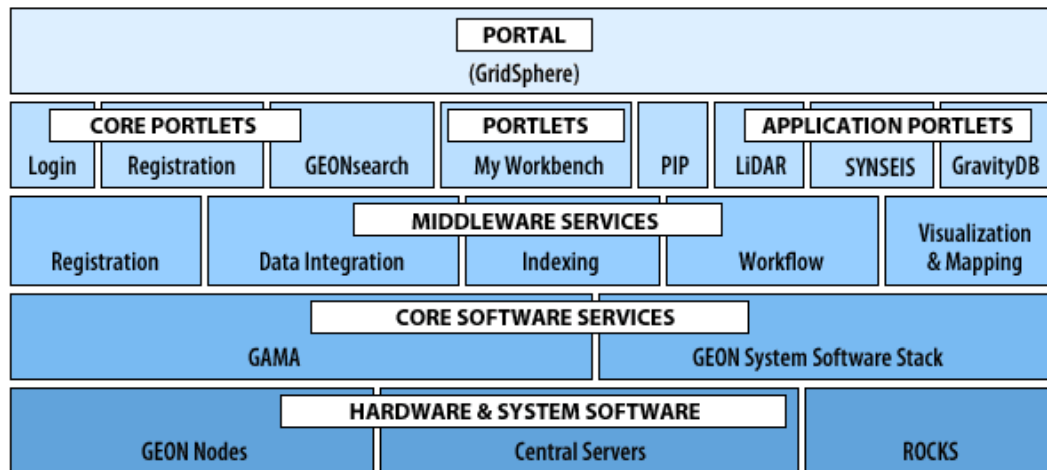 PORTAL
(GridSphere)
CORE PORTLETS
PORTLETS
APPLICATION PORTLETS
Login
Registration
GEONsearch
My Workbench
PIP
LiDAR
SYNSEIS
GravityDB
MIDDLEWARE SERVICES
Registration
Data Integration
Indexing
Workflow
Visualization
& Mapping
CORE SOFTWARE SERVICES
GAMA
GEON System Software Stack
HARDWARE & SYSTEM SOFTWARE
GEON Nodes
Central Servers
ROCKS